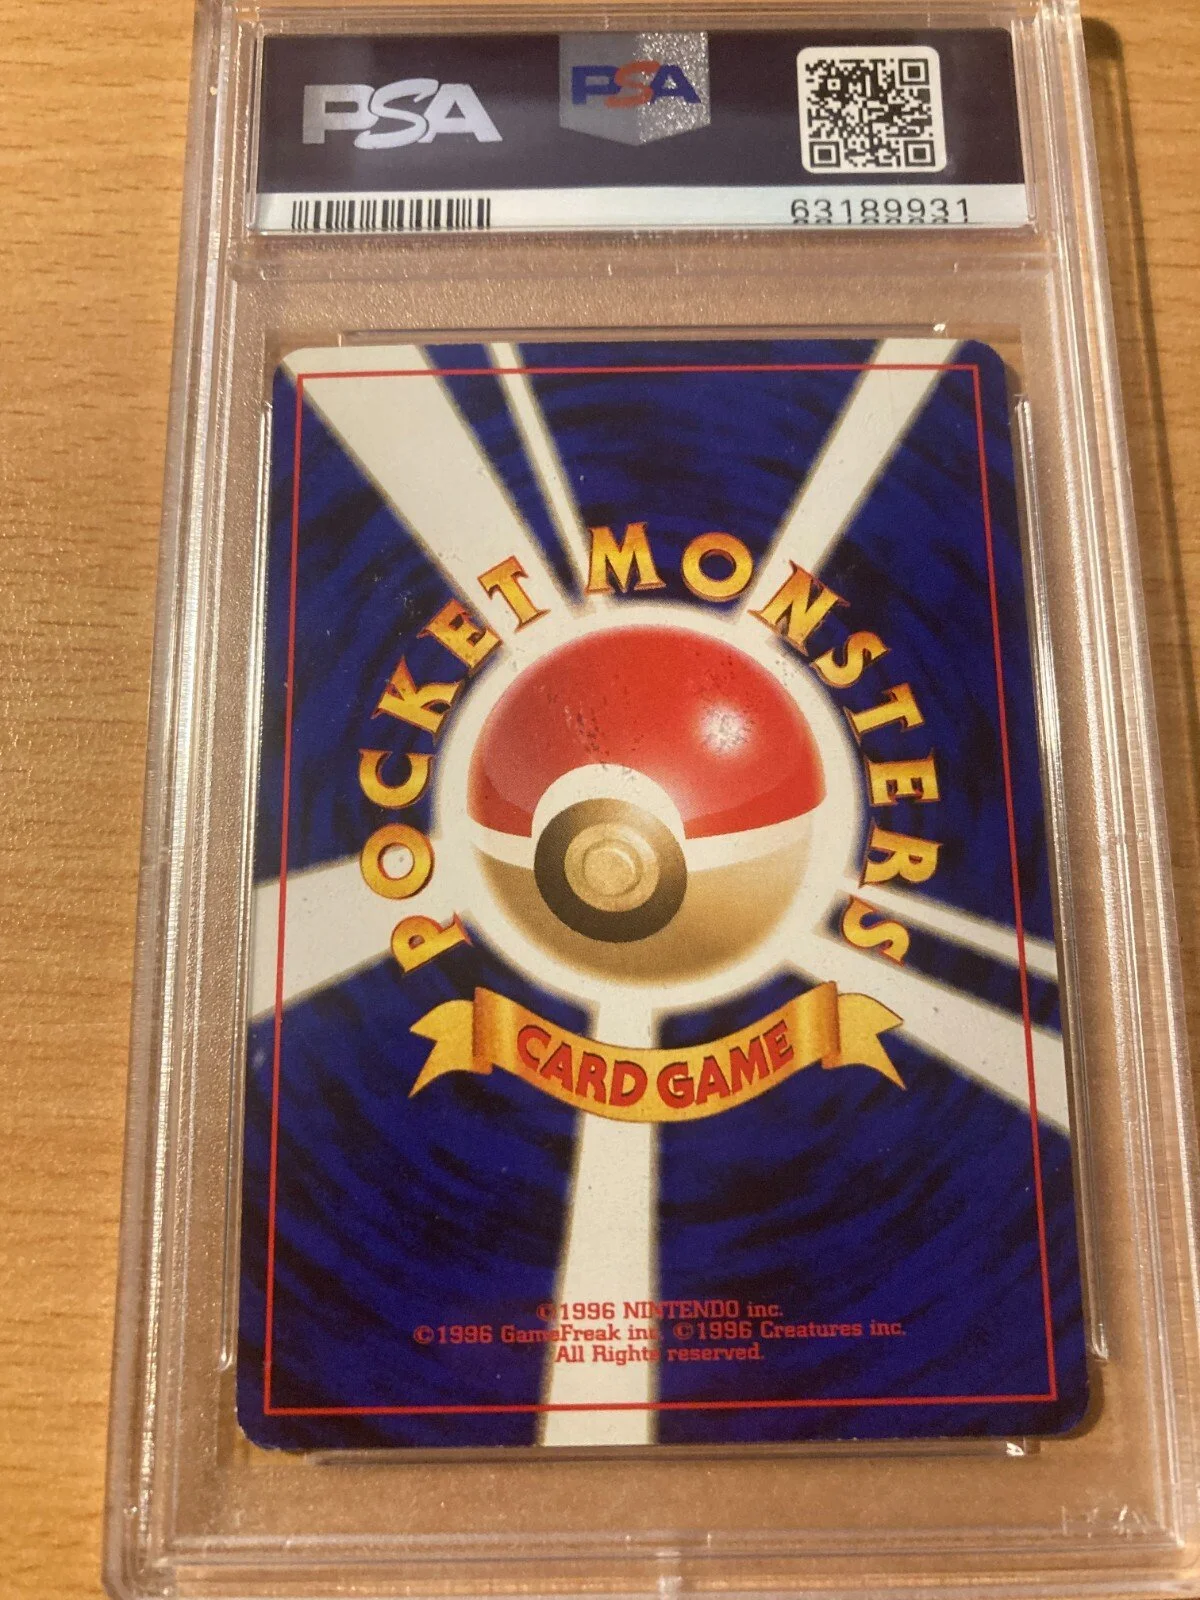 PSA
PSA
63189931
POCKET MONSTERS
CARD GAME
©1996 NINTENDO inc.
©1996 GameFreak inc. ©1996 Creatures inc.
All Rights reserved.